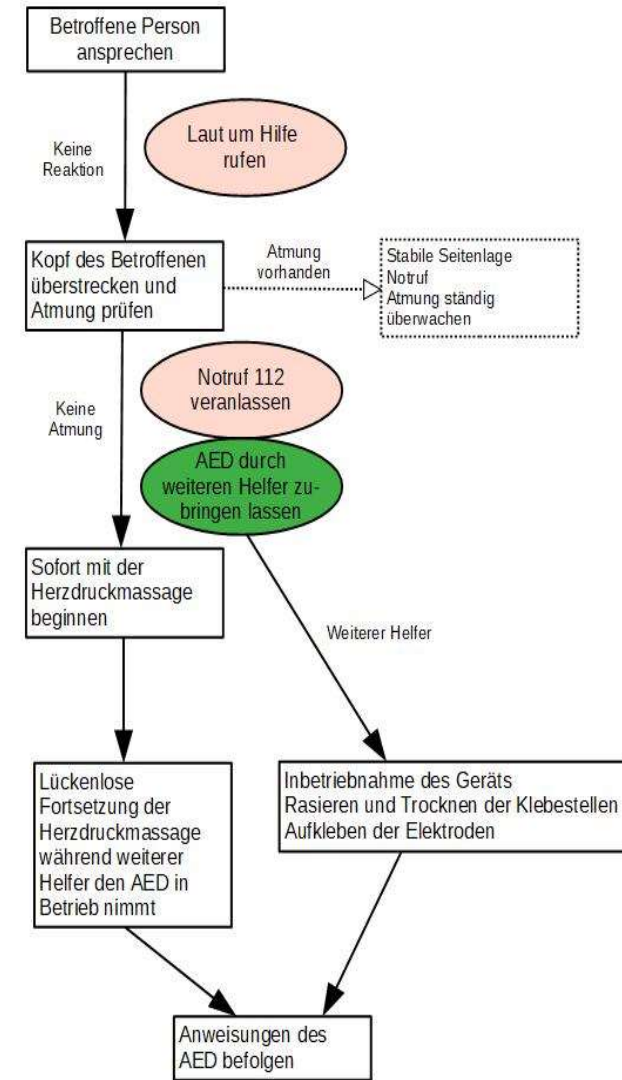 Betroffene Person
ansprechen
Laut um Hilfe
rufen
Keine
Reaktion
Kopf des Betroffenen
überstrecken und
Atmung prüfen
Atmung
vorhanden
Stabile Seitenlage
Notruf
Atmung ständig
überwachen
Notruf 112
veranlassen
Keine
Atmung
AED durch
weiteren Helfer zu-
bringen lassen
Sofort mit der
Herzdruckmassage
beginnen
Weiterer Helfer
Lückenlose
Fortsetzung der
Herzdruckmassage
während weiterer
Helfer den AED in
Betrieb nimmt
Inbetriebnahme des Geräts
Rasieren und Trocknen der Klebestellen
Aufkleben der Elektroden
Anweisungen des
AED befolgen